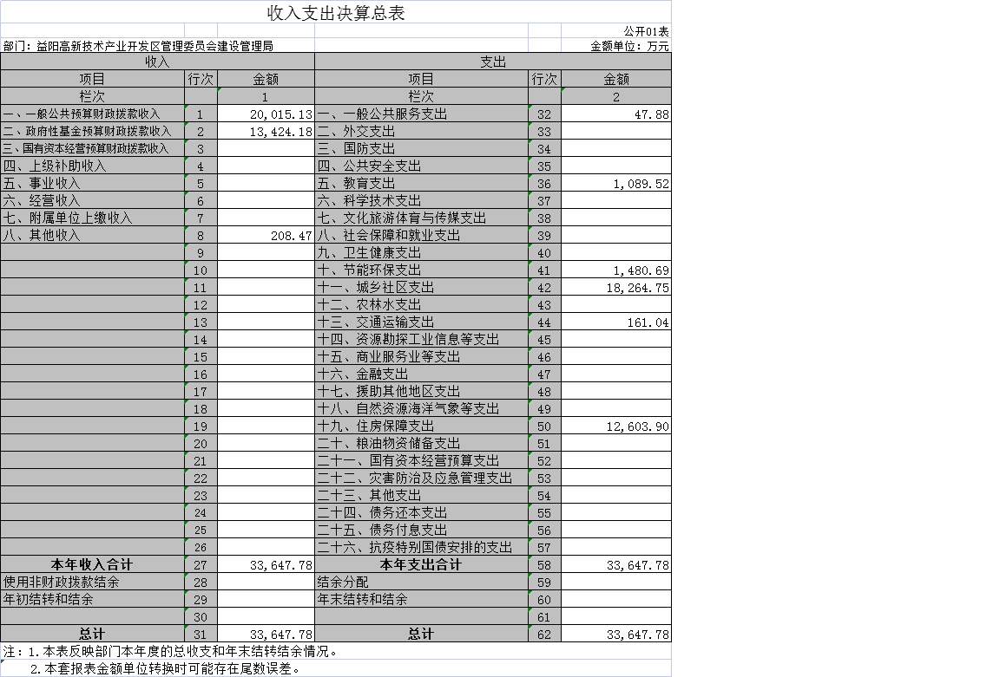 收入支出决算总表
公开01表
部门：益阳高新技术产业开发区管理委员会建设管理局 金额单位：万元
收入 支出
项目 行次 金额 项目 行次 金额
栏次 1 栏次 2
一、一般公共预算财政拨款收入 1 20,015.13 一、一般公共服务支出 32 47.88
二、政府性基金预算财政拨款收入 2 13,424.18 二、外交支出 33
三、国有资本经营预算财政拨款收入 3 三、国防支出 34
四、上级补助收入 4 四、公共安全支出 35
五、事业收入 5 五、教育支出 36 1,089.52
六、经营收入 6 六、科学技术支出 37
七、附属单位上缴收入 7 七、文化旅游体育与传媒支出 38
八、其他收入 8 208.47 八、社会保障和就业支出 39
9 九、卫生健康支出 40
10 十、节能环保支出 41 1,480.69
11 十一、城乡社区支出 42 18,264.75
12 十二、农林水支出 43
13 十三、交通运输支出 44 161.04
14 十四、资源勘探工业信息等支出 45
15 十五、商业服务业等支出 46
16 十六、金融支出 47
17 十七、援助其他地区支出 48
18 十八、自然资源海洋气象等支出 49
19 十九、住房保障支出 50 12,603.90
20 二十、粮油物资储备支出 51
21 二十一、国有资本经营预算支出 52
22 二十二、灾害防治及应急管理支出 53
23 二十三、其他支出 54
24 二十四、债务还本支出 55
25 二十五、债务付息支出 56
26 二十六、抗疫特别国债安排的支出 57
本年收入合计 27 33,647.78 本年支出合计 58 33,647.78
使用非财政拨款结余 28 结余分配 59
年初结转和结余 29 年末结转和结余 60
30 61
总计 31 33,647.78 总计 62 33,647.78
注：1.本表反映部门本年度的总收支和年末结转结余情况。
2.本套报表金额单位转换时可能存在尾数误差。